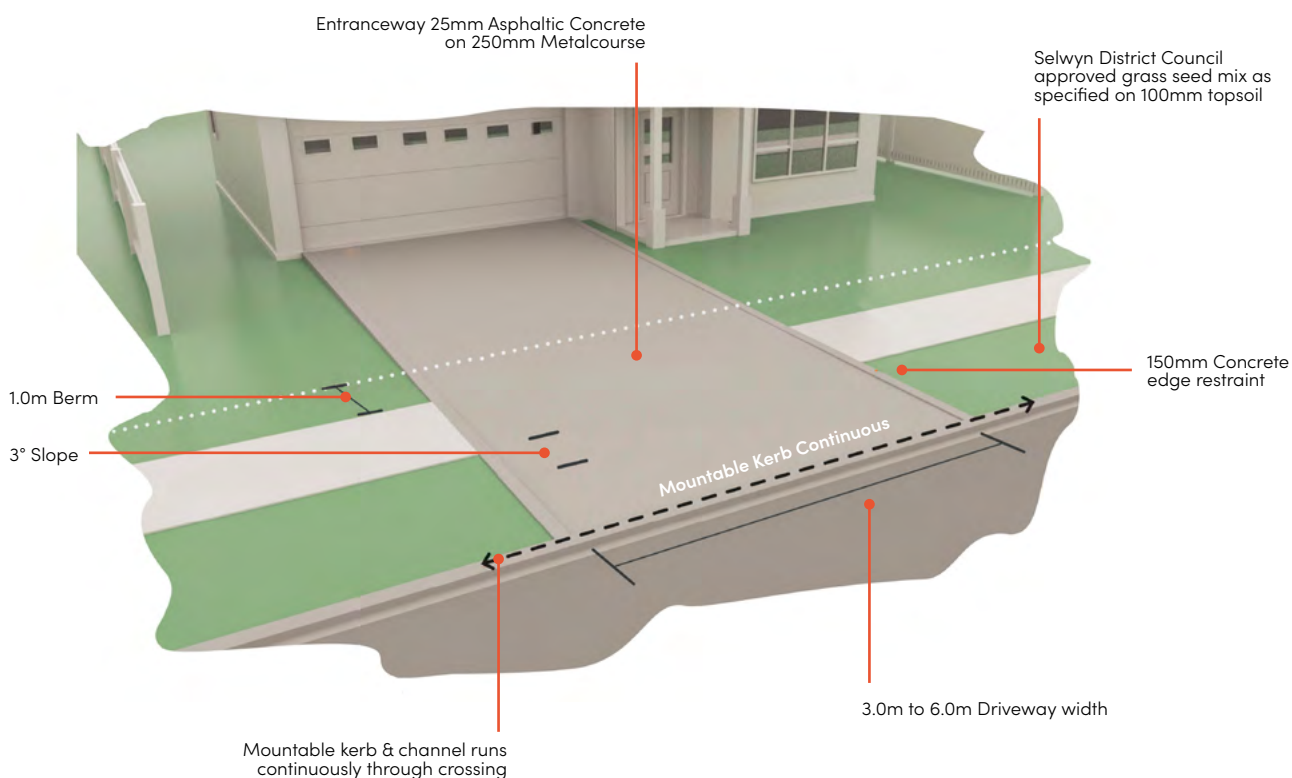 Entranceway 25mm Asphaltic Concrete
on 250mm Metalcourse
Selwyn District Council
approved grass seed mix as
specified on 100mm topsoil
150mm Concrete
edge restraint
1.0m Berm
3° Slope
Mountable Kerb Continuous
3.0m to 6.0m Driveway width
Mountable kerb & channel runs
continuously through crossing